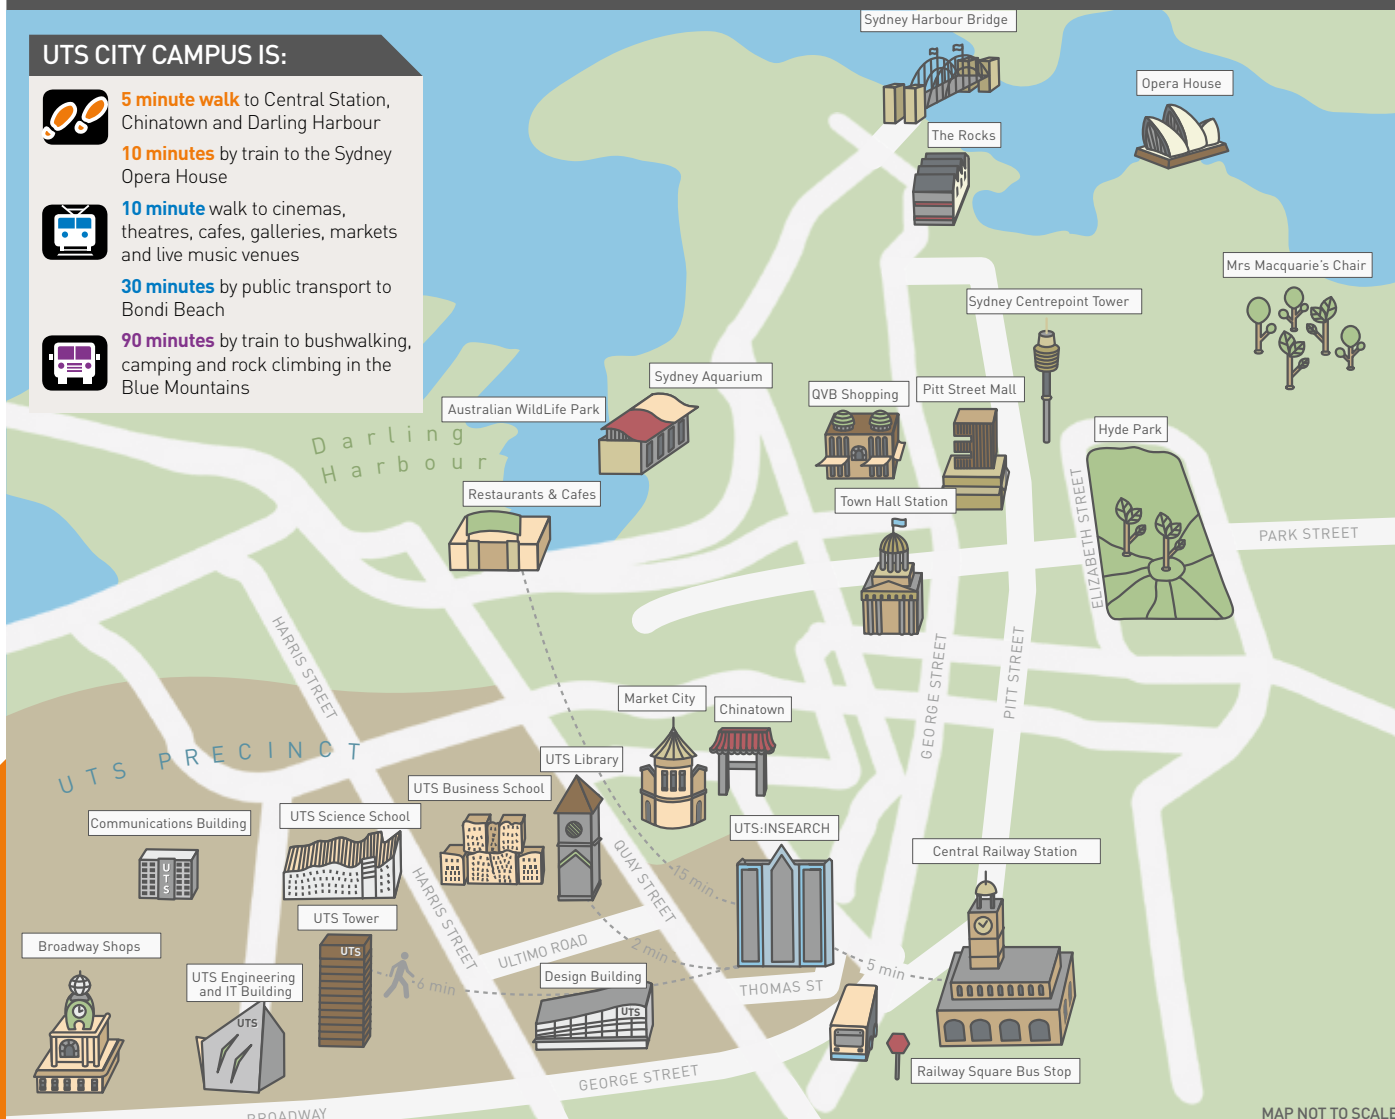 UTS CITY CAMPUS IS:
5 minute walk to Central Station,
Chinatown and Darling Harbour
10 minutes by train to the Sydney
Opera House
10 minute walk to cinemas,
theatres, cafes, galleries, markets
and live music venues
30 minutes by public transport to
Bondi Beach
90 minutes by train to bushwalking,
camping and rock climbing in the
Blue Mountains
Sydney Harbour Bridge
Opera House
The Rocks
Mrs Macquarie's Chair
Sydney Centrepoint Tower
Sydney Aquarium
Australian WildLife Park
QVB Shopping
Pitt Street Mall
Hyde Park
Darling
Harbour
Restaurants & Cafes
Town Hall Station
ELIZABETH STREET
PARK STREET
HARRIS STREET
GEORGE STREET
PITT STREET
Market City
Chinatown
UTS PRECINCT
UTS Library
UTS Business School
UTS Science School
Communications Building
UTS
UTS:INSEARCH
Central Railway Station
QUAY STREET
15 min
HARRIS STREET
UTS Tower
UTS
Broadway Shops
UTS Engineering
and IT Building
UTS
ULTIMO ROAD
2 min
5 min
6 min
Design Building
UTS
THOMAS ST
Railway Square Bus Stop
GEORGE STREET
BROADWAY
MAP NOT TO SCALE